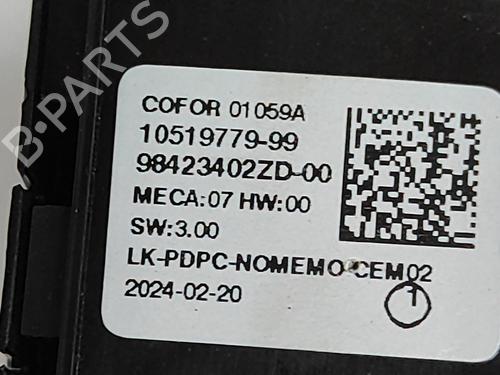 B-PARTS
COFOR 01059A
10519779-99
98423402ZD-00
MECA:07 HW:00
SW:3.00
LK-PDPC-NOMEMO-CEM02
1
2024-02-20